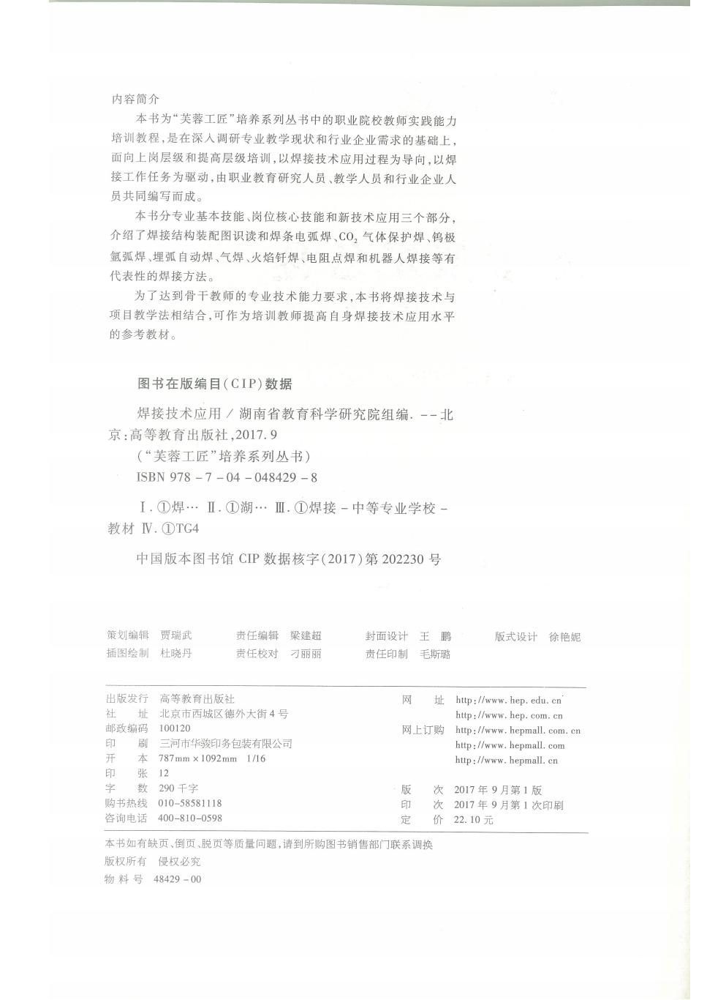 内容简介
本书为“芙蓉工匠”培养系列丛书中的职业院校教师实践能力
培训教程,是在深入调研专业教学现状和行业企业需求的基础上,
面向上岗层级和提高层级培训,以焊接技术应用过程为导向,以焊
接工作任务为驱动,由职业教育研究人员、教学人员和行业企业人
员共同编写而成。
本书分专业基本技能、岗位核心技能和新技术应用三个部分,
介绍了焊接结构装配图识读和焊条电弧焊、CO₂ 气体保护焊、钨极
氩弧焊、埋弧自动焊、气焊、火焰钎焊、电阻点焊和机器人焊接等有
代表性的焊接方法。
为了达到骨干教师的专业技术能力要求,本书将焊接技术与
项目教学法相结合,可作为培训教师提高自身焊接技术应用水平
的参考教材。
图书在版编目(CIP)数据
焊接技术应用 / 湖南省教育科学研究院组编. --北
京:高等教育出版社,2017.9
(“芙蓉工匠”培养系列丛书)
ISBN 978-7-04-048429-8
Ⅰ.①焊… Ⅱ.①湖… Ⅲ.①焊接-中等专业学校-
教材 Ⅳ.①TG4
中国版本图书馆 CIP 数据核字(2017)第 202230 号
策划编辑 贾瑞武 责任编辑 梁建超 封面设计 王 鹏 版式设计 徐艳妮
插图绘制 杜晓丹 责任校对 刁丽丽 责任印制 毛斯璐
出版发行 高等教育出版社 网 址 http://www.hep.edu.cn
社 址 北京市西城区德外大街4号 http://www.hep.com.cn
邮政编码 100120 网上订购 http://www.hepmall.com.cn
印 刷 三河市华骏印务包装有限公司 http://www.hepmall.com
开 本 787mm×1092mm 1/16 http://www.hepmall.cn
印 张 12
字 数 290千字 版 次 2017年9月第1版
购书热线 010-58581118 印 次 2017年9月第1次印刷
咨询电话 400-810-0598 定 价 22.10元
本书如有缺页、倒页、脱页等质量问题,请到所购图书销售部门联系调换
版权所有 侵权必究
物 料 号 48429-00